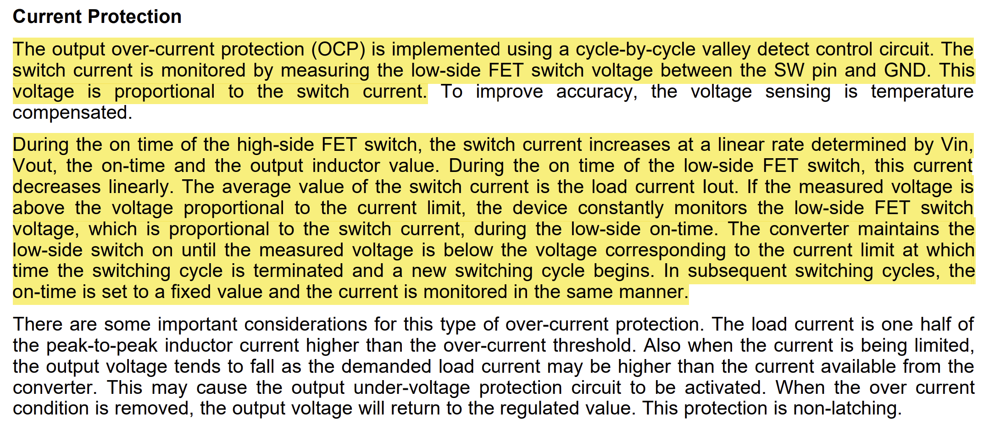 Current Protection
The output over-current protection (OCP) is implemented using a cycle-by-cycle valley detect control circuit. The
switch current is monitored by measuring the low-side FET switch voltage between the SW pin and GND. This
voltage is proportional to the switch current. To improve accuracy, the voltage sensing is temperature
compensated.
During the on time of the high-side FET switch, the switch current increases at a linear rate determined by Vin,
Vout, the on-time and the output inductor value. During the on time of the low-side FET switch, this current
decreases linearly. The average value of the switch current is the load current Iout. If the measured voltage is
above the voltage proportional to the current limit, the device constantly monitors the low-side FET switch
voltage, which is proportional to the switch current, during the low-side on-time. The converter maintains the
low-side switch on until the measured voltage is below the voltage corresponding to the current limit at which
time the switching cycle is terminated and a new switching cycle begins. In subsequent switching cycles, the
on-time is set to a fixed value and the current is monitored in the same manner.
There are some important considerations for this type of over-current protection. The load current is one half of
the peak-to-peak inductor current higher than the over-current threshold. Also when the current is being limited,
the output voltage tends to fall as the demanded load current may be higher than the current available from the
converter. This may cause the output under-voltage protection circuit to be activated. When the over current
condition is removed, the output voltage will return to the regulated value. This protection is non-latching.